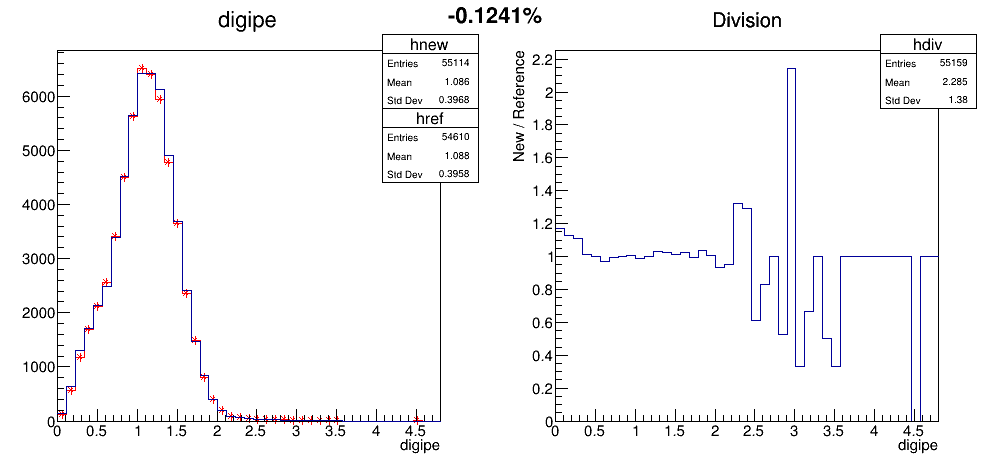 -0.1241%
digipe
hnew
Entries 55114
Mean 1.086
Std Dev 0.3968
href
Entries 54610
Mean 1.088
Std Dev 0.3958
6000
5000
4000
3000
2000
1000
0
0 0.5 1 1.5 2 2.5 3 3.5 4 4.5
digipe
Division
hdiv
Entries 55159
Mean 2.285
Std Dev 1.38
New / Reference
2.2
2
1.8
1.6
1.4
1.2
1
0.8
0.6
0.4
0.2
0
0 0.5 1 1.5 2 2.5 3 3.5 4 4.5
digipe